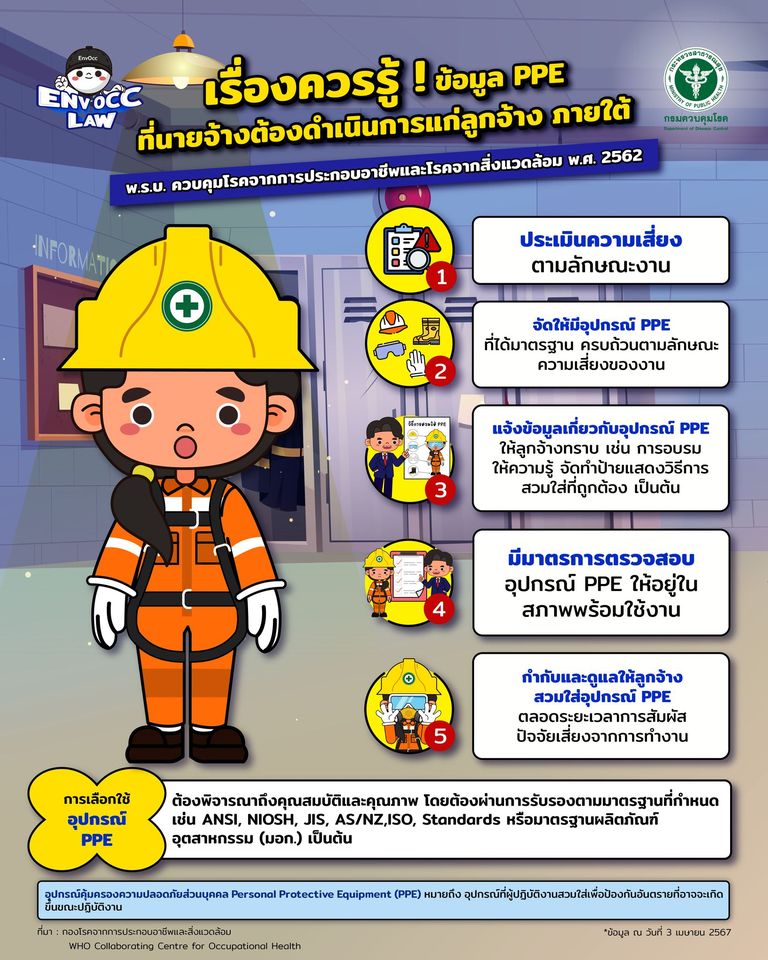 EnvOcc
ENVOCC
LAW
เรื่องควรรู้ ! ข้อมูล PPE
ที่นายจ้างต้องดำเนินการแก่ลูกจ้าง ภายใต้
พ.ร.บ. ควบคุมโรคจากการประกอบอาชีพและโรคจากสิ่งแวดล้อม พ.ศ. 2562
กระทรวงสาธารณสุข
MINISTRY OF PUBLIC HEALTH
กรมควบคุมโรค
Department of Disease Control
INFORMATIO
1
ประเมินความเสี่ยง
ตามลักษณะงาน
2
จัดให้มีอุปกรณ์ PPE
ที่ได้มาตรฐาน ครบถ้วนตามลักษณะ
ความเสี่ยงของงาน
วิธีการสวมใส่ PPE
3
แจ้งข้อมูลเกี่ยวกับอุปกรณ์ PPE
ให้ลูกจ้างทราบ เช่น การอบรม
ให้ความรู้ จัดทำป้ายแสดงวิธีการ
สวมใส่ที่ถูกต้อง เป็นต้น
4
มีมาตรการตรวจสอบ
อุปกรณ์ PPE ให้อยู่ใน
สภาพพร้อมใช้งาน
5
กำกับและดูแลให้ลูกจ้าง
สวมใส่อุปกรณ์ PPE
ตลอดระยะเวลาการสัมผัส
ปัจจัยเสี่ยงจากการทำงาน
การเลือกใช้
อุปกรณ์
PPE
ต้องพิจารณาถึงคุณสมบัติและคุณภาพ โดยต้องผ่านการรับรองตามมาตรฐานที่กำหนด
เช่น ANSI, NIOSH, JIS, AS/NZ,ISO, Standards หรือมาตรฐานผลิตภัณฑ์
อุตสาหกรรม (มอก.) เป็นต้น
อุปกรณ์คุ้มครองความปลอดภัยส่วนบุคคล Personal Protective Equipment (PPE) หมายถึง อุปกรณ์ที่ผู้ปฏิบัติงานสวมใส่เพื่อป้องกันอันตรายที่อาจจะเกิด
ขึ้นขณะปฏิบัติงาน
ที่มา : กองโรคจากการประกอบอาชีพและสิ่งแวดล้อม
WHO Collaborating Centre for Occupational Health
*ข้อมูล ณ วันที่ 3 เมษายน 2567